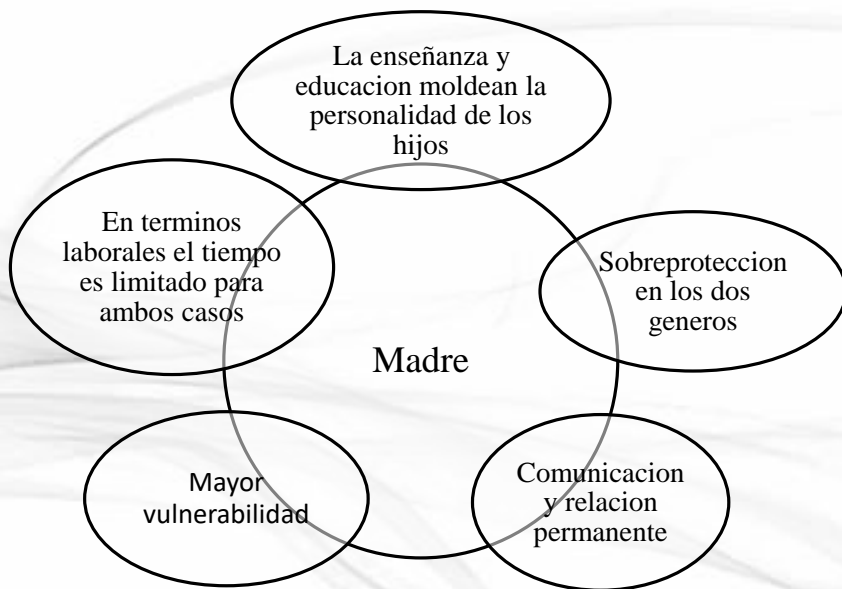 La enseñanza y
educacion moldean la
personalidad de los
hijos
En terminos
laborales el tiempo
es limitado para
ambos casos
Sobreproteccion
en los dos
generos
Madre
Mayor
vulnerabilidad
Comunicacion
y relacion
permanente